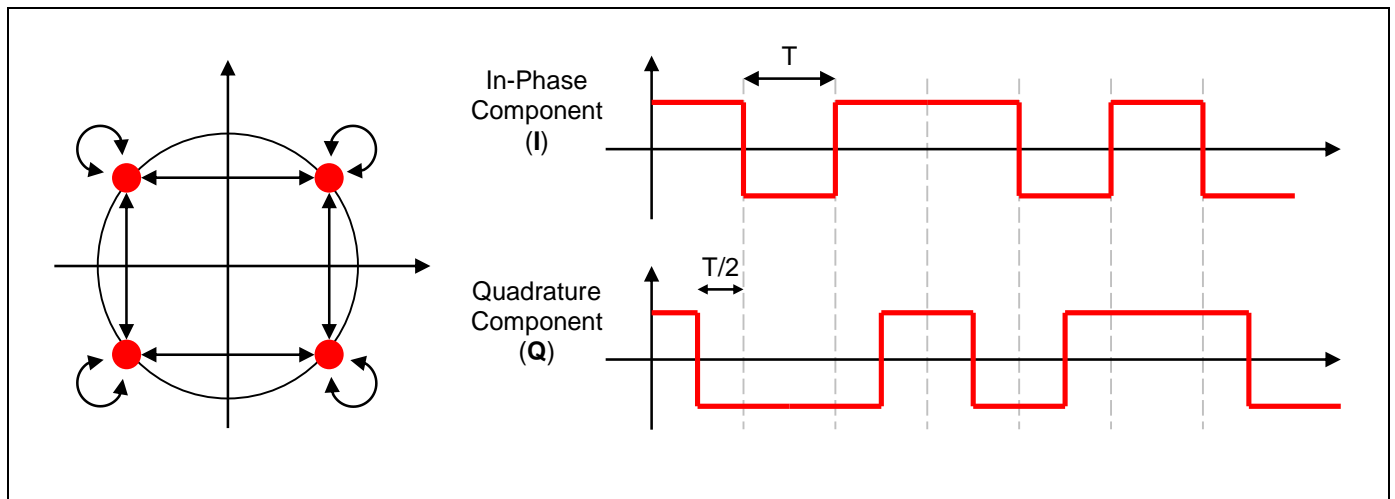 T
In-Phase
Component
(I)
T/2
Quadrature
Component
(Q)